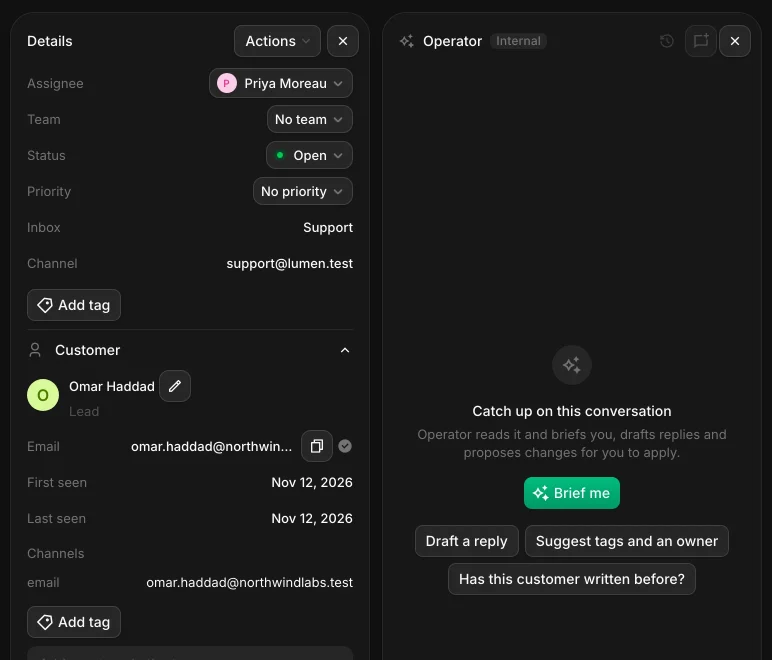 Details
Actions
Assignee
P Priya Moreau
Team
No team
Status
Open
Priority
No priority
Inbox
Support
Channel
support@lumen.test
Add tag
Customer
O
Omar Haddad
Lead
Email
omar.haddad@northwin...
First seen
Nov 12, 2026
Last seen
Nov 12, 2026
Channels
email
omar.haddad@northwindlabs.test
Add tag
Operator Internal
Catch up on this conversation
Operator reads it and briefs you, drafts replies and
proposes changes for you to apply.
Brief me
Draft a reply
Suggest tags and an owner
Has this customer written before?